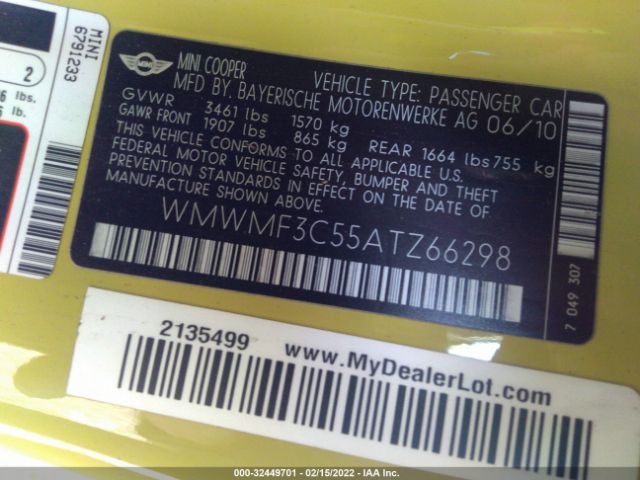 MINI
6791233
2
lbs.
lbs.
MINI
MINI COOPER
VEHICLE TYPE: PASSENGER CAR
MFD BY. BAYERISCHE MOTORENWERKE AG 06/10
GVWR 3461 lbs 1570 kg
GAWR FRONT 1907 lbs 865 kg REAR 1664 lbs 755 kg
THIS VEHICLE CONFORMS TO ALL APPLICABLE U.S.
FEDERAL MOTOR VEHICLE SAFETY, BUMPER AND THEFT
PREVENTION STANDARDS IN EFFECT ON THE DATE OF
MANUFACTURE SHOWN ABOVE.
WMWMF3C55ATZ66298
7 049 307
2135499
www.MyDealerLot.com
000-32449701 - 02/15/2022 - IAA Inc.